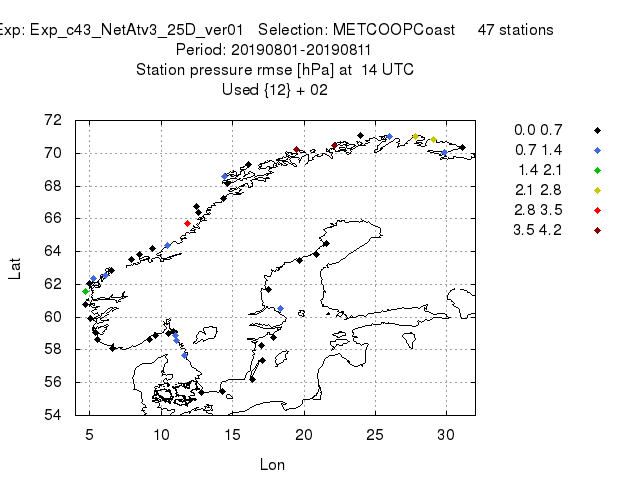 Exp: Exp_c43_NetAtv3_25D_ver01 Selection: METCOOPCoast 47 stations
Period: 20190801-20190811
Station pressure rmse [hPa] at 14 UTC
Used {12} + 02
72
70
68
66
64
62
60
58
56
54
Lat
5 10 15 20 25 30
Lon
0.0 0.7
0.7 1.4
1.4 2.1
2.1 2.8
2.8 3.5
3.5 4.2